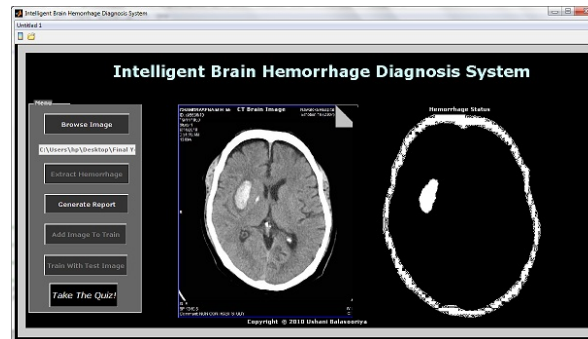 Intelligent Brain Hemorrhage Diagnosis System
Untitled 1
Intelligent Brain Hemorrhage Diagnosis System
Menu
Browse Image
C:\Users\hp\Desktop\Final Y
Extract Hemorrhage
Generate Report
Add Image To Train
Train With Test Image
Take The Quiz!
CT Brain Image
Hemorrhage Status
Copyright © 2010 Ushani Balasooriya